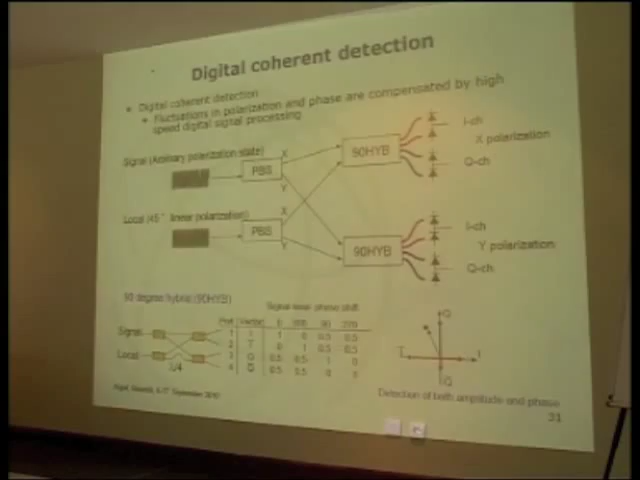 Digital coherent detection
Digital coherent detection
Fluctuations in polarization and phase are compensated by high
speed digital signal processing
Signal (Arbitrary polarization state)
PBS
X
Y
90HYB
I-ch
X polarization
Q-ch
Local (45° linear polarization)
PBS
X
Y
90HYB
I-ch
Y polarization
Q-ch
90 degree hybrid (90HYB)
Signal
Local
λ/4
Signal-local phase shift
Port Vector 0 180 90 270
1 I 1 0 0.5 0.5
2 I 0 1 0.5 0.5
3 Q 0.5 0.5 1 0
4 Q 0.5 0.5 0
Q
I
I
Q
Detection of both amplitude and phase
September 2010
31